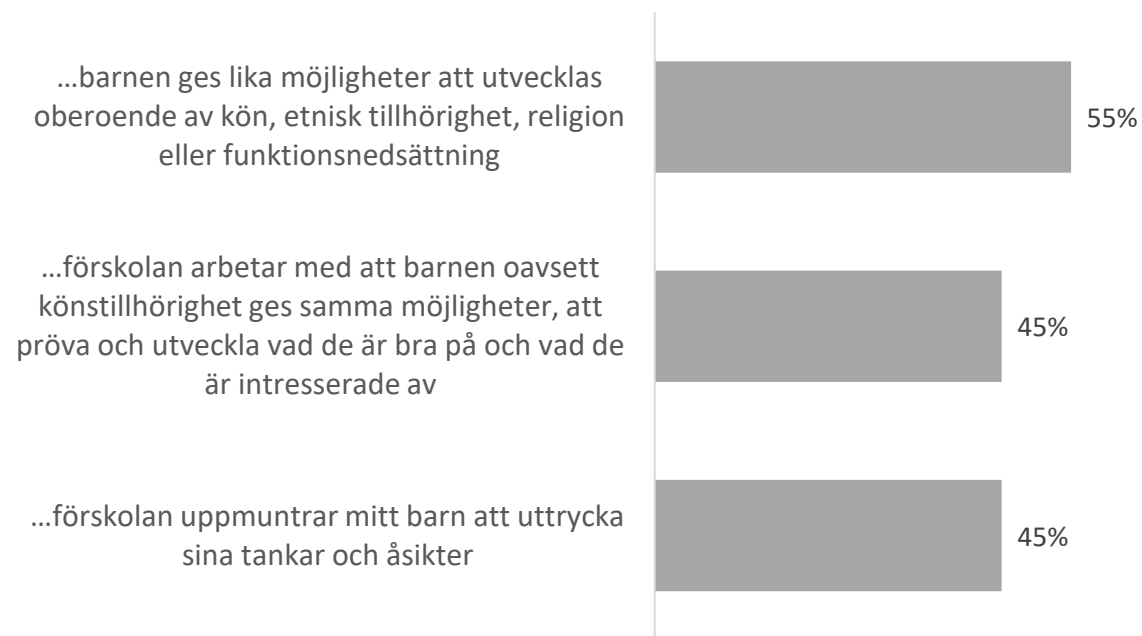 …barnen ges lika möjligheter att utvecklas
oberoende av kön, etnisk tillhörighet, religion
eller funktionsnedsättning
55%
…förskolan arbetar med att barnen oavsett
könstillhörighet ges samma möjligheter, att
pröva och utveckla vad de är bra på och vad de
är intresserade av
45%
…förskolan uppmuntrar mitt barn att uttrycka
sina tankar och åsikter
45%